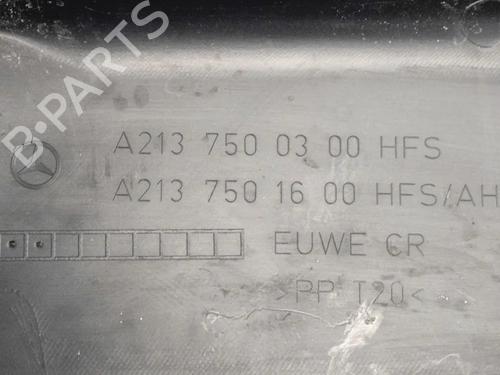 B-PARTS
A213 750 03 00 HFS
A213 750 16 00 HFS/AH
EUWE CR
>PP T20<